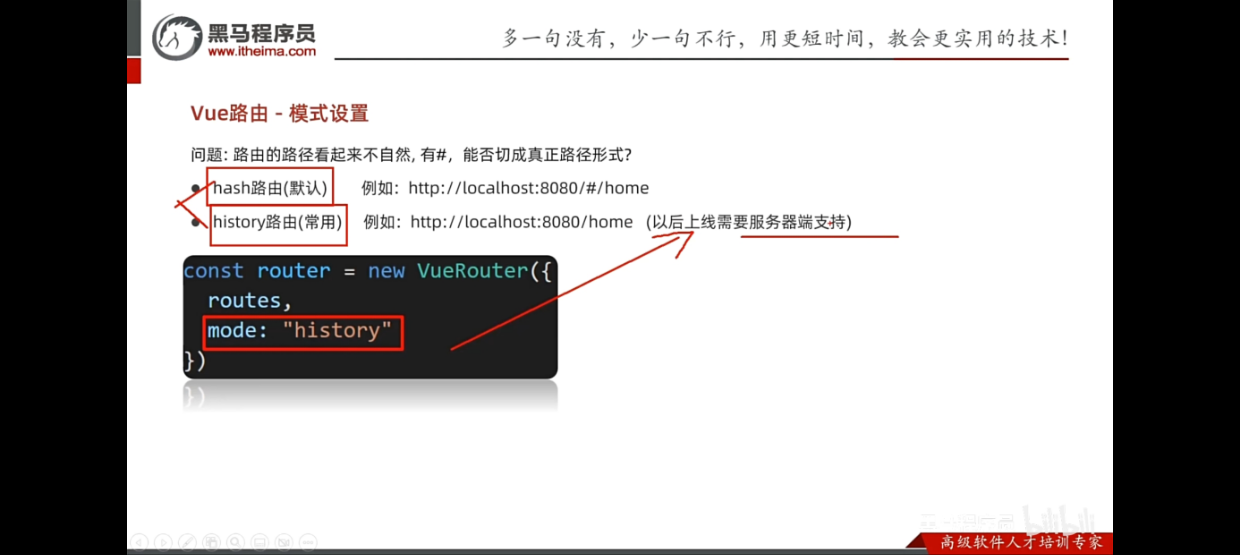 黑马程序员
www.itheima.com
多一句没有，少一句不行，用更短时间，教会更实用的技术！
Vue路由 - 模式设置
问题: 路由的路径看起来不自然, 有#，能否切成真正路径形式?
● hash路由(默认) 例如：http://localhost:8080/#/home
● history路由(常用) 例如：http://localhost:8080/home (以后上线需要服务器端支持)
const router = new VueRouter({
routes,
mode: "history"
})
bilibili
高级软件人才培训专家